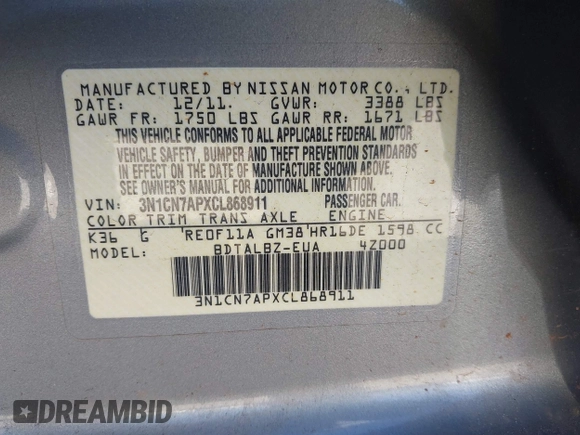 MANUFACTURED BY NISSAN MOTOR CO., LTD.
DATE: 12/11. GVWR: 3388 LBS
GAWR FR: 1750 LBS GAWR RR: 1671 LBS
THIS VEHICLE CONFORMS TO ALL APPLICABLE FEDERAL MOTOR
VEHICLE SAFETY, BUMPER AND THEFT PREVENTION STANDARDS
IN EFFECT ON THE DATE OF MANUFACTURE SHOWN ABOVE.
SEE OWNER'S MANUAL FOR ADDITIONAL INFORMATION.
VIN: 3N1CN7APXCL868911 PASSENGER CAR.
COLOR TRIM TRANS AXLE ENGINE
K36 G 'REOF11A GM38'HR16DE 1598 CC
MODEL: BDTALBZ-EUA 4Z000
3N1CN7APXCL868911
DREAMBID